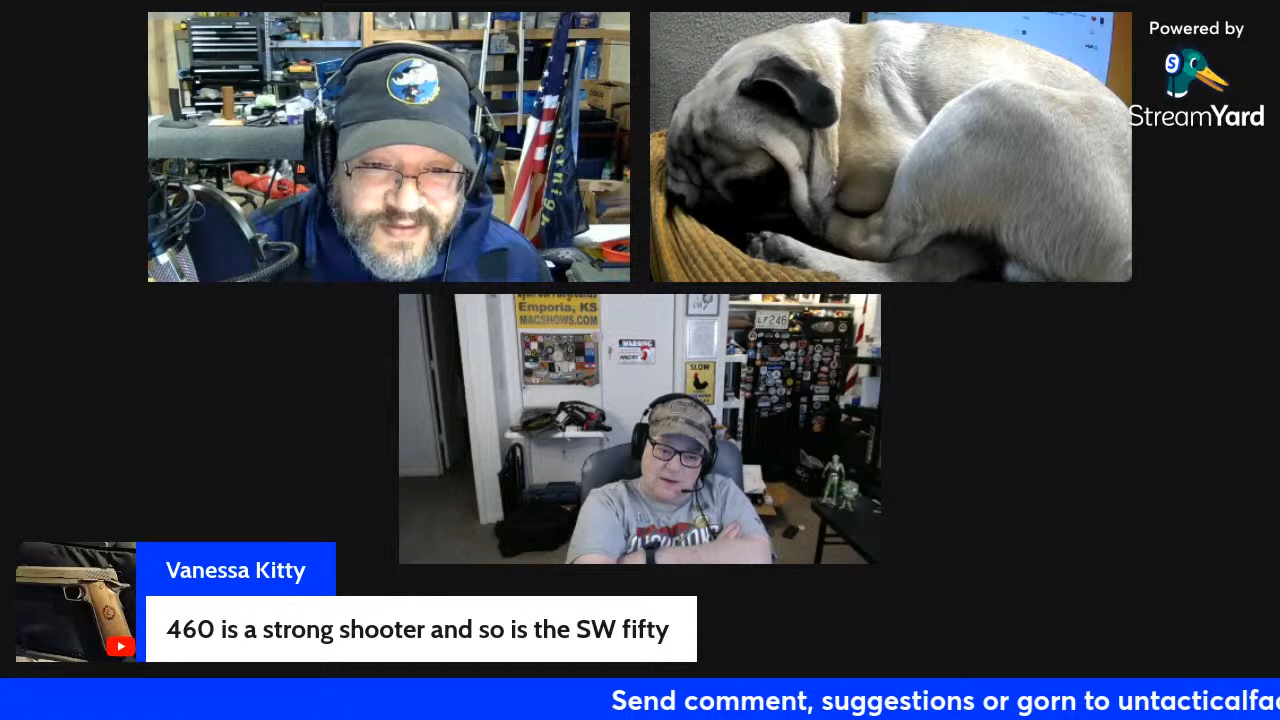 Powered by
S
StreamYard
Emporia, KS
MACSHOWS.COM
WARNING
SLOW
LF246
Vanessa Kitty
460 is a strong shooter and so is the SW fifty
Send comment, suggestions or gorn to untacticalfa